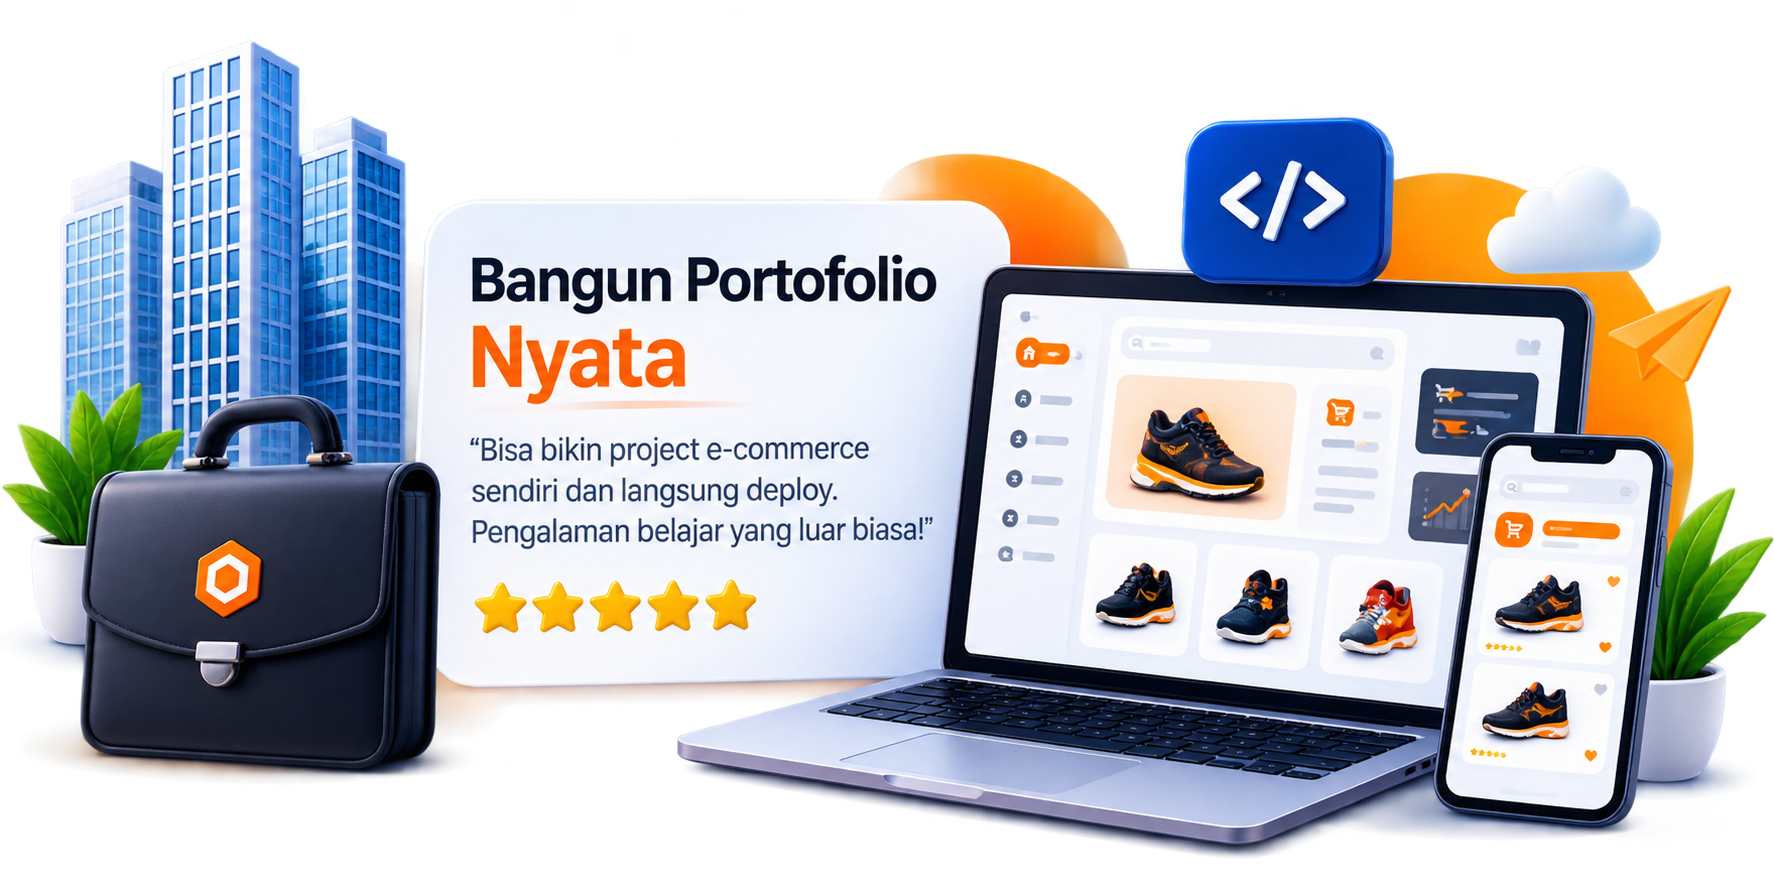 Bangun Portofolio
Nyata
“Bisa bikin project e-commerce
sendiri dan langsung deploy.
Pengalaman belajar yang luar biasa!”
</>